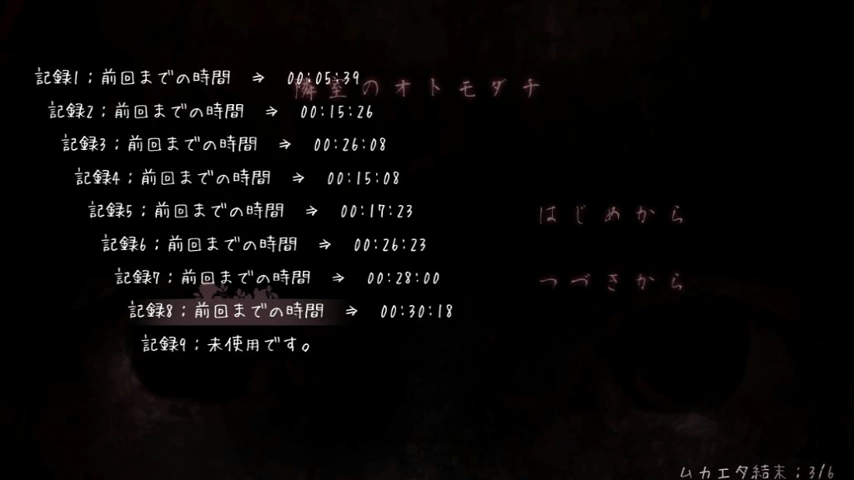 記録1；前回までの時間 ⇒ 00:05:39
隣室のオトモダチ
記録2；前回までの時間 ⇒ 00:15:26
記録3；前回までの時間 ⇒ 00:26:08
記録4；前回までの時間 ⇒ 00:15:08
記録5；前回までの時間 ⇒ 00:17:23
はじめから
記録6；前回までの時間 ⇒ 00:26:23
記録7；前回までの時間 ⇒ 00:28:00
つづきから
記録8；前回までの時間 ⇒ 00:30:18
記録9；未使用です。
ムカエタ結末；3/6